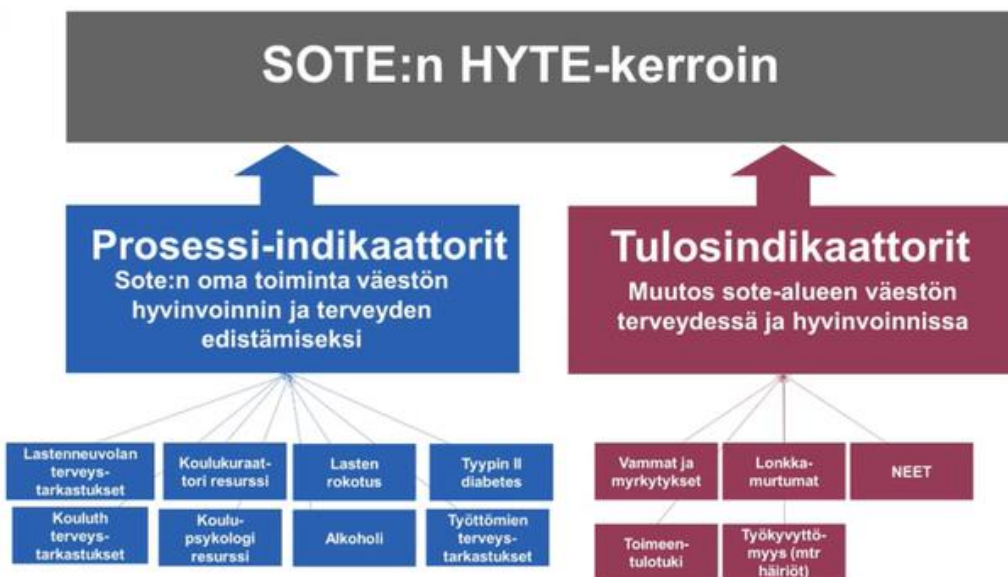 SOTE:n HYTE-kerroin
Prosessi-indikaattorit
Sote:n oma toiminta väestön
hyvinvoinnin ja terveyden
edistämiseksi
Tulosindikaattorit
Muutos sote-alueen väestön
terveydessä ja hyvinvoinnissa
Lastenneuvolan
terveys-
tarkastukset
Koulukuraat-
tori resurssi
Lasten
rokotus
Tyypin II
diabetes
Kouluth
terveys-
tarkastukset
Koulu-
psykologi
resurssi
Alkoholi
Työttömien
terveys-
tarkastukset
Vammat ja
myrkytykset
Lonkka-
murtumat
NEET
Toimeen-
tulotuki
Työkyvyttö-
myys (mtr
häiriöt)